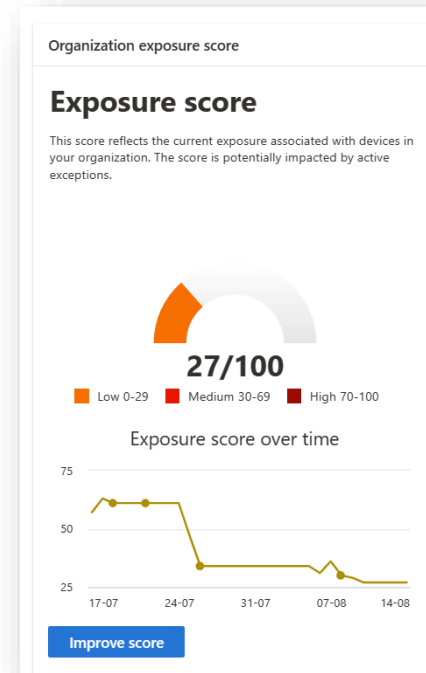 Organization exposure score
Exposure score
This score reflects the current exposure associated with devices in
your organization. The score is potentially impacted by active
exceptions.
27/100
Low 0-29 Medium 30-69 High 70-100
Exposure score over time
75
50
25
17-07 24-07 31-07 07-08 14-08
Improve score